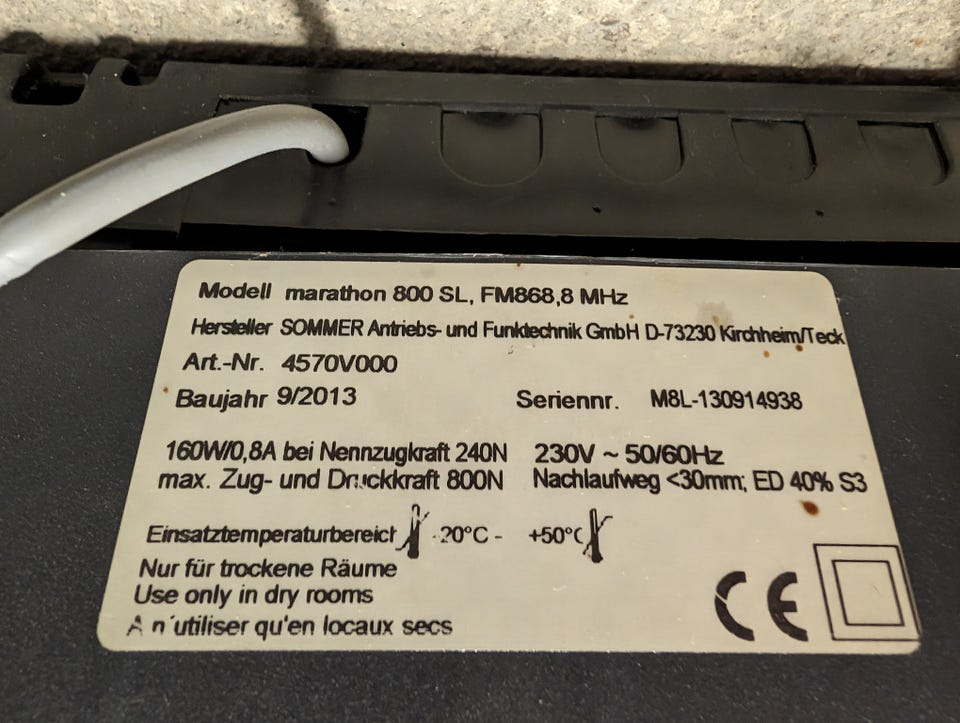 Modell marathon 800 SL, FM868,8 MHz
Hersteller SOMMER Antriebs- und Funktechnik GmbH D-73230 Kirchheim/Teck
Art.-Nr. 4570V000
Baujahr 9/2013 Seriennr. M8L-130914938
160W/0,8A bei Nennzugkraft 240N 230V ~ 50/60Hz
max. Zug- und Druckkraft 800N Nachlaufweg <30mm; ED 40% S3
Einsatztemperaturbereich -20°C - +50°C
Nur für trockene Räume
Use only in dry rooms
A n´utiliser qu'en locaux secs
CE